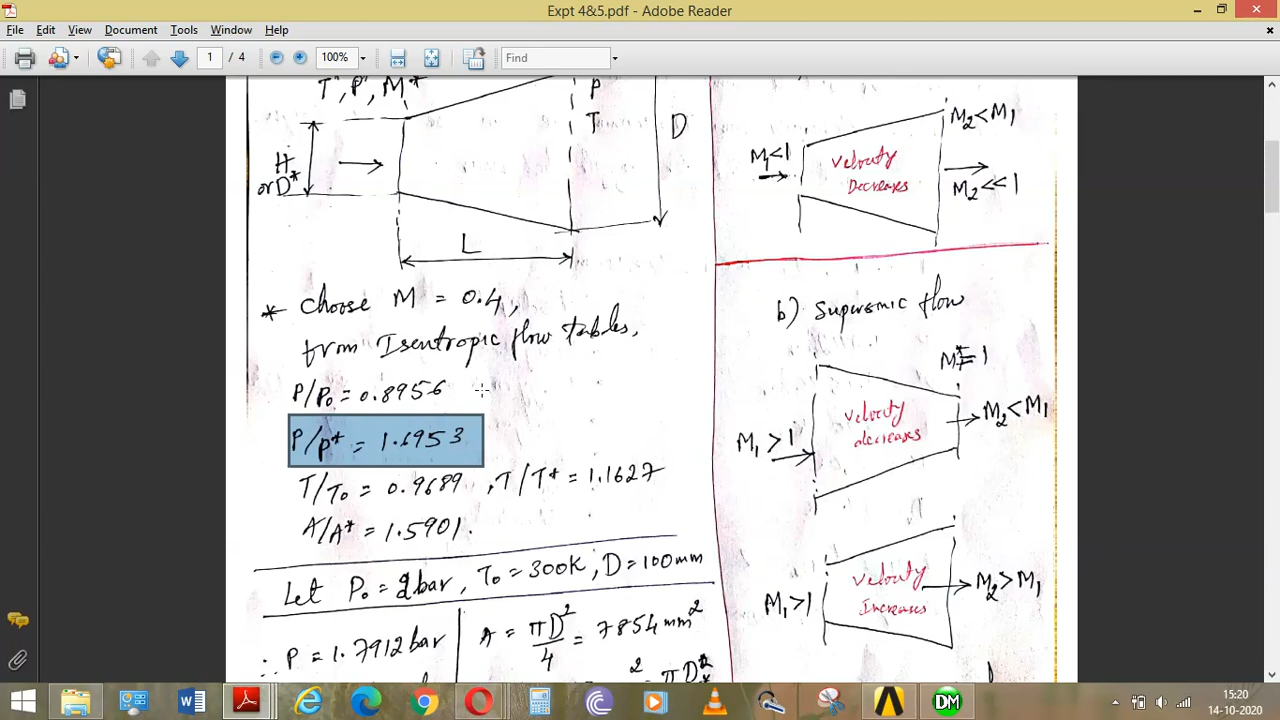 Expt 4&5.pdf - Adobe Reader
File Edit View Document Tools Window Help
1 / 4 100% Find
T*, P*, M*
P
T
D
H
or D*
L
* Choose M = 0.4,
from Isentropic flow tables,
P/P₀ = 0.8956
P/P* = 1.6953
T/T₀ = 0.9689 , T/T* = 1.1627
A/A* = 1.5901.
Let P₀ = 2bar, T₀ = 300K, D = 100mm
∴ P = 1.7912 bar
A = πD²/4 = 7854 mm²
M₁<1
Velocity
Decreases
M₂<M₁
M₂<<1
b) Supersonic flow
M*=1
M₁>1
Velocity
decreases
M₂<M₁
M₁>1
Velocity
Increases
M₂>M₁
W
DM
15:20
14-10-2020